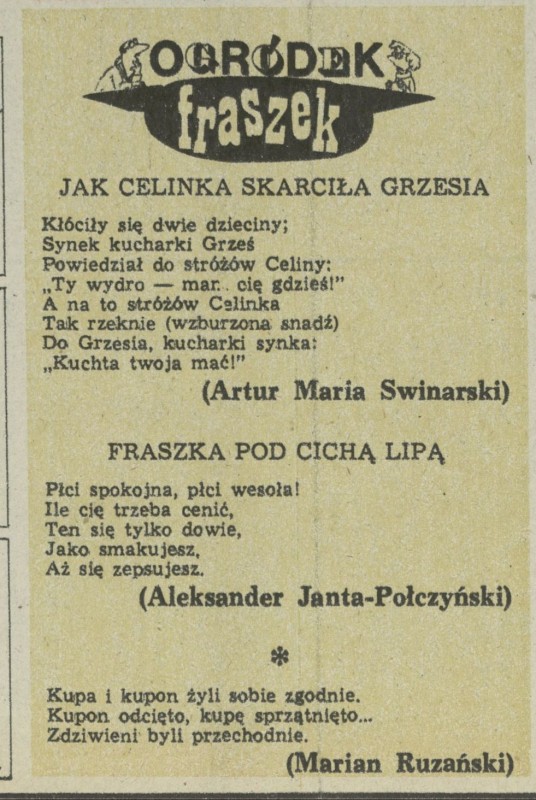 OGRÓDEK
fraszek
JAK CELINKA SKARCIŁA GRZESIA
Kłóciły się dwie dzieciny;
Synek kucharki Grześ
Powiedział do stróżów Celiny:
„Ty wydro — mam cię gdzieś!”
A na to stróżów Celinka
Tak rzeknie (wzburzona snadź)
Do Grzesia, kucharki synka:
„Kuchta twoja mać!”
(Artur Maria Swinarski)
FRASZKA POD CICHĄ LIPĄ
Płci spokojna, płci wesoła!
Ile cię trzeba cenić,
Ten się tylko dowie,
Jako smakujesz,
Aż się zepsujesz.
(Aleksander Janta-Połczyński)
*
Kupa i kupon żyli sobie zgodnie.
Kupon odcięto, kupę sprzątnięto...
Zdziwieni byli przechodnie.
(Marian Ruzański)